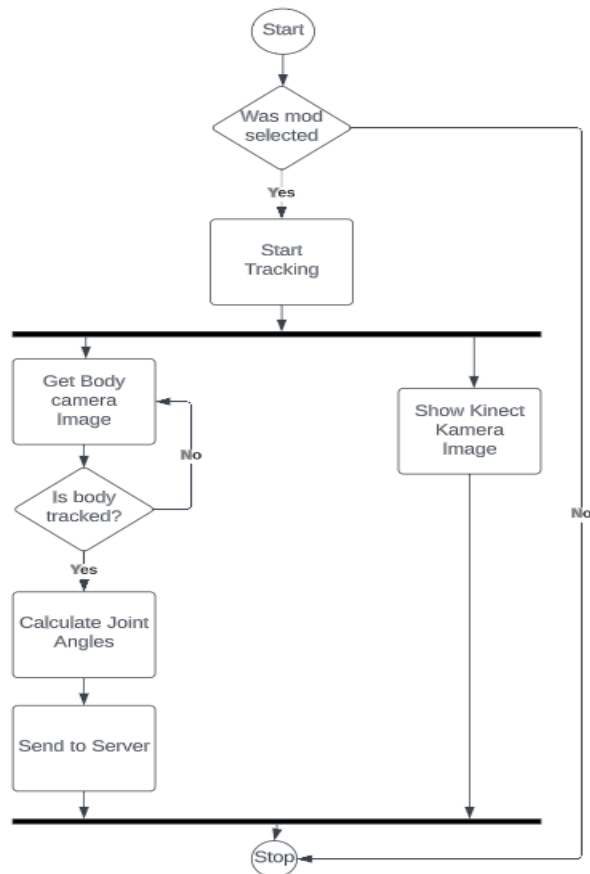 Start
Was mod
selected
Yes
Start
Tracking
Get Body
camera
Image
Show Kinect
Kamera
Image
No
Is body
tracked?
No
Yes
Calculate Joint
Angles
Send to Server
Stop